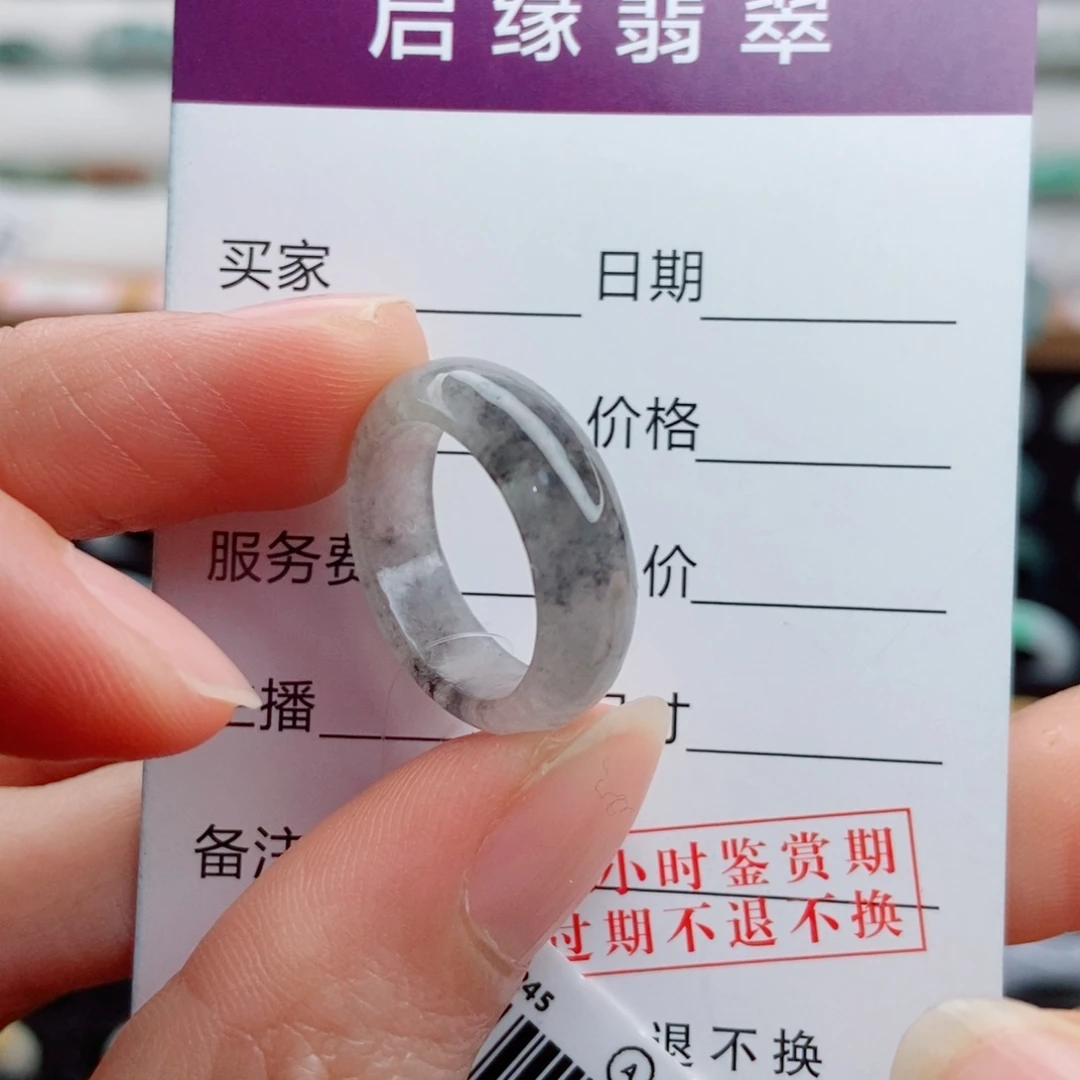 启缘翡翠
买家 日期
价格
服务费 价
播 寸
备注
小时鉴赏期
过期不退不换
45
退不换